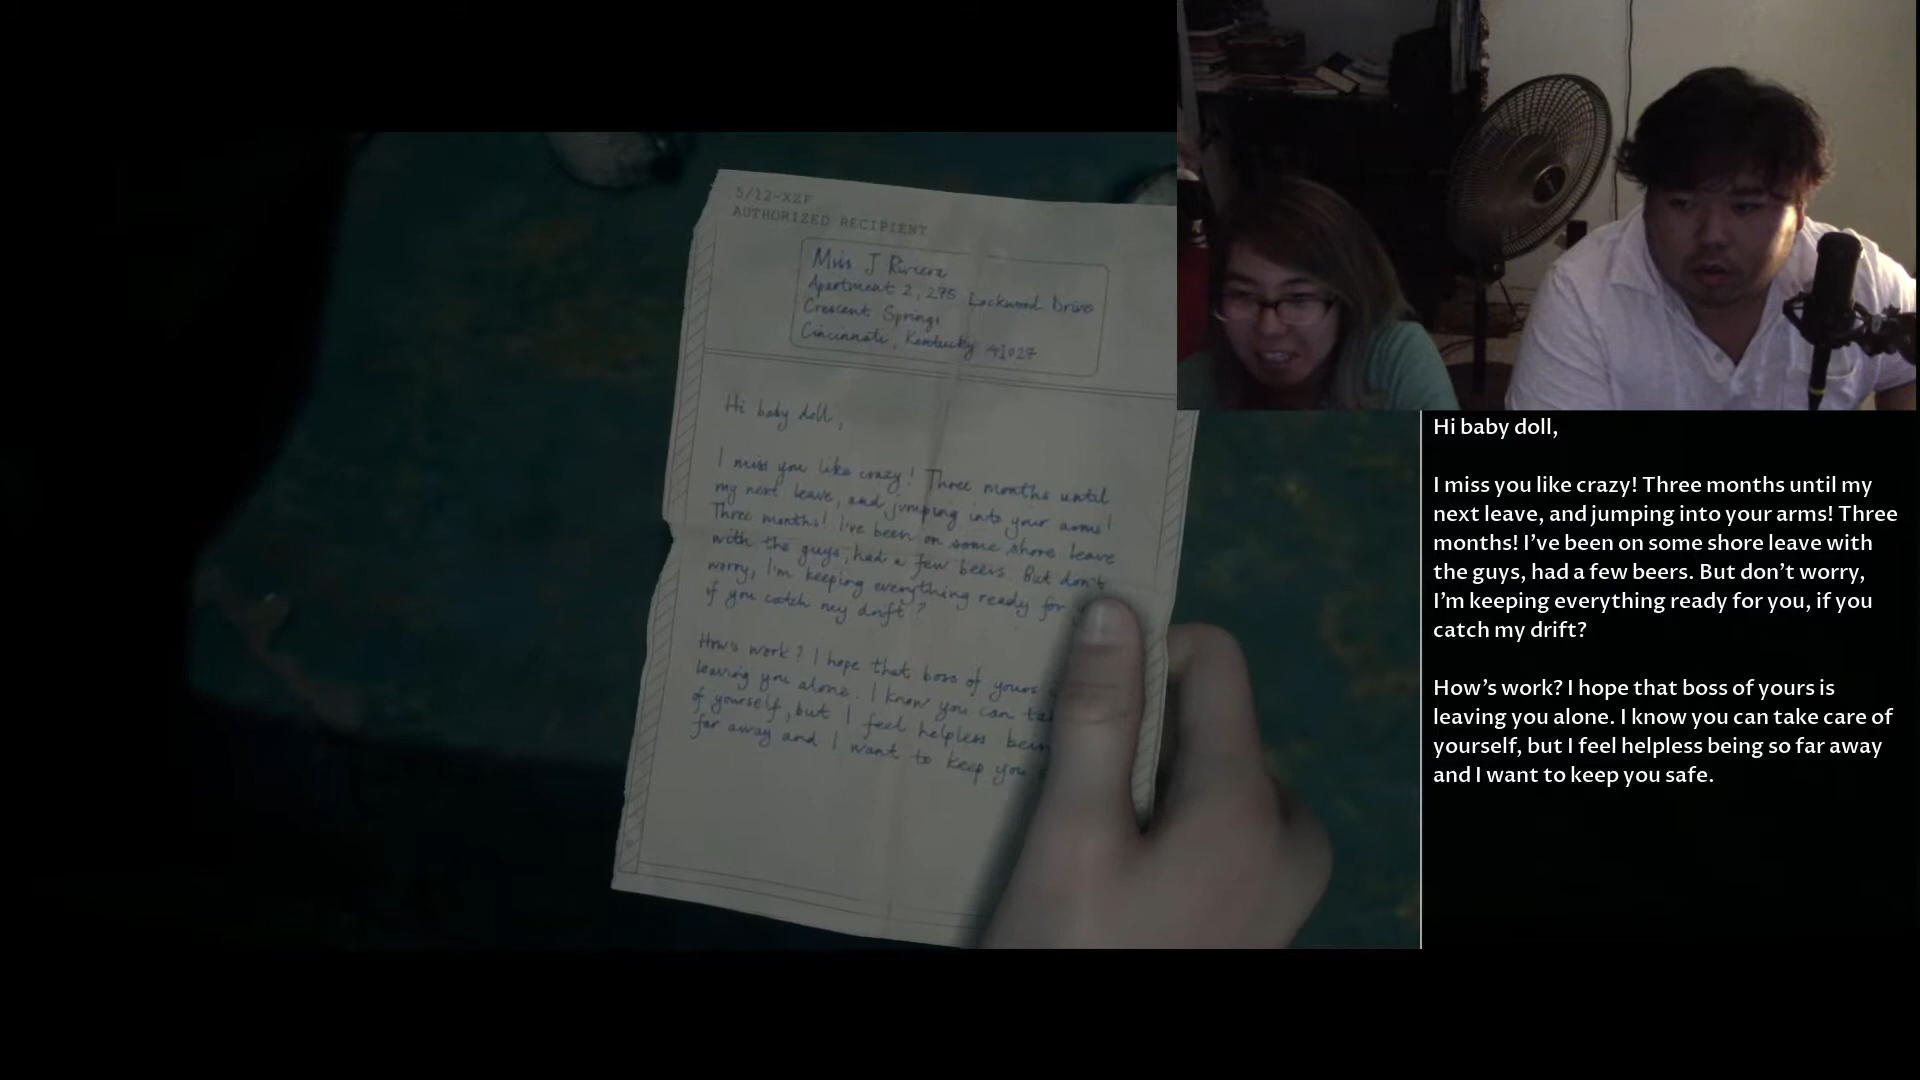 5/12-XZF
AUTHORIZED RECIPIENT
Miss J Riviera
Apartment 2, 275 Lockwood Drive
Crescent Springs
Cincinnati, Kentucky 41027
Hi baby doll,
I miss you like crazy! Three months until
my next leave, and jumping into your arms!
Three months! I've been on some shore leave
with the guys, had a few beers. But don't
worry, I'm keeping everything ready for
if you catch my drift?
How's work? I hope that boss of yours
leaving you alone. I know you can ta
of yourself, but I feel helpless bein
far away and I want to keep you
Hi baby doll,
I miss you like crazy! Three months until my
next leave, and jumping into your arms! Three
months! I’ve been on some shore leave with
the guys, had a few beers. But don’t worry,
I’m keeping everything ready for you, if you
catch my drift?
How’s work? I hope that boss of yours is
leaving you alone. I know you can take care of
yourself, but I feel helpless being so far away
and I want to keep you safe.